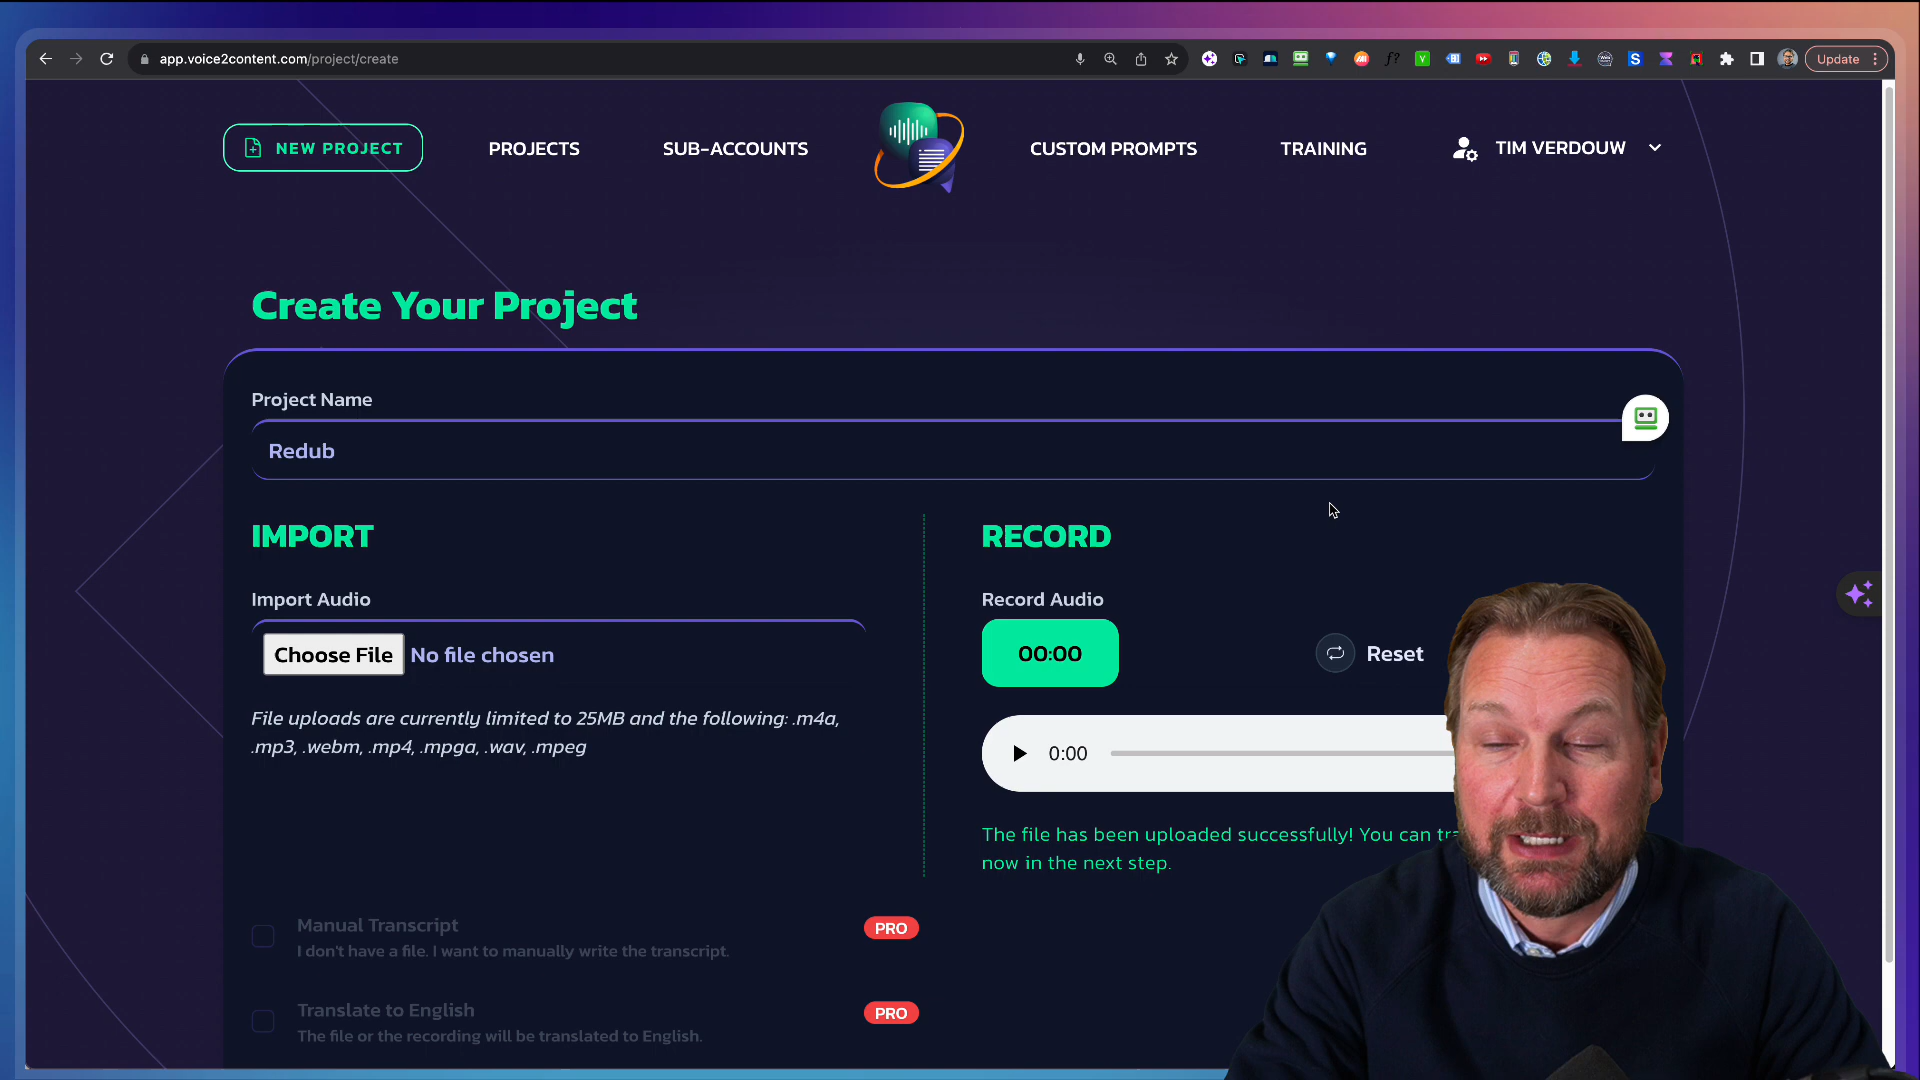 app.voice2content.com/project/create
Update
NEW PROJECT
PROJECTS
SUB-ACCOUNTS
CUSTOM PROMPTS
TRAINING
TIM VERDOUW
Create Your Project
Project Name
Redub
IMPORT
Import Audio
Choose File No file chosen
File uploads are currently limited to 25MB and the following: .m4a,
.mp3, .webm, .mp4, .mpga, .wav, .mpeg
RECORD
Record Audio
00:00
Reset
0:00
The file has been uploaded successfully! You can
now in the next step.
Manual Transcript
PRO
I don't have a file. I want to manually write the transcript.
Translate to English
PRO
The file or the recording will be translated to English.